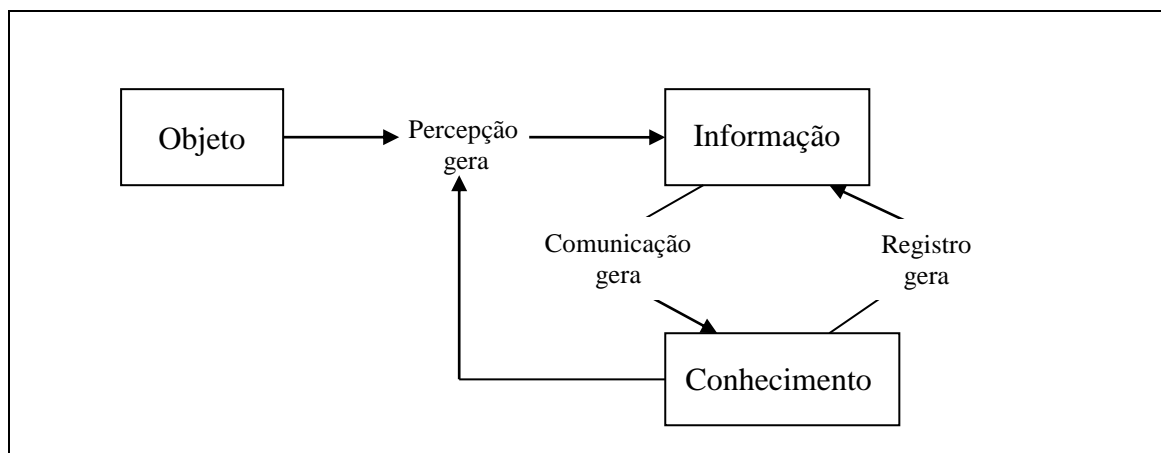 Objeto
Percepção
gera
Informação
Comunicação
gera
Registro
gera
Conhecimento